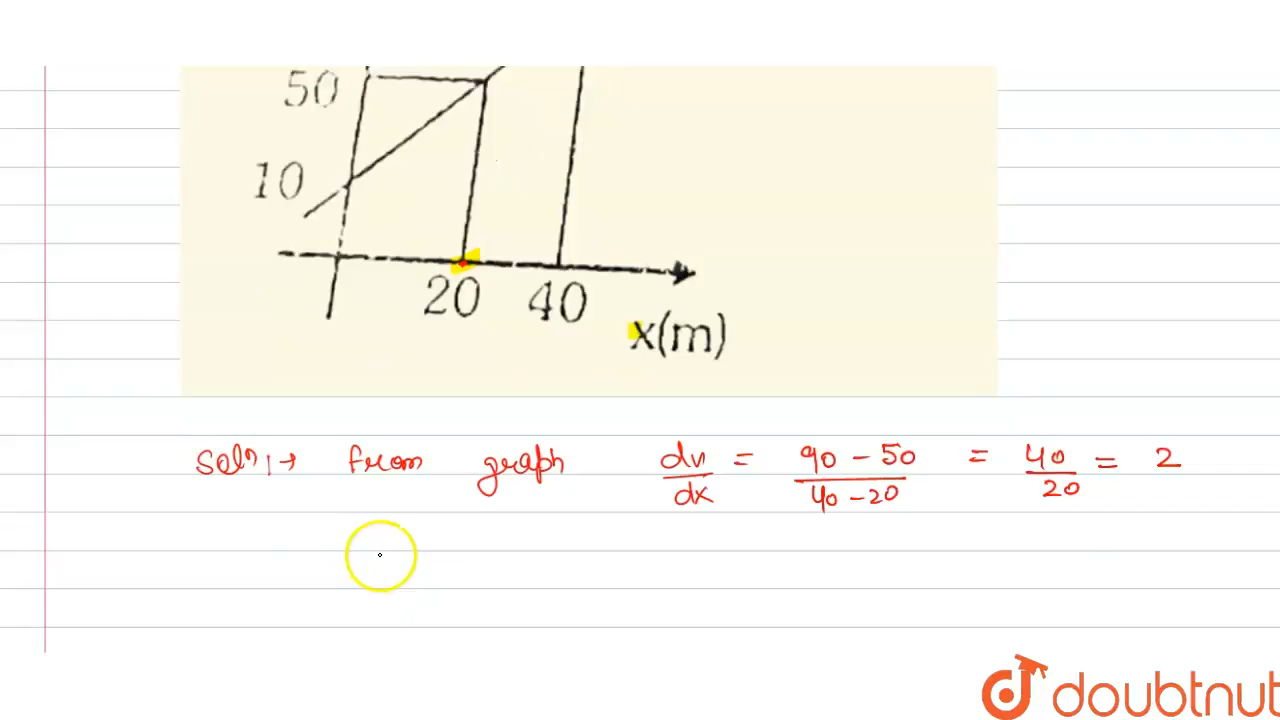 50
10
20 40
x(m)
Soln:→ from graph dv/dx = 90 - 50 / 40 - 20 = 40/20 = 2
doubtnut